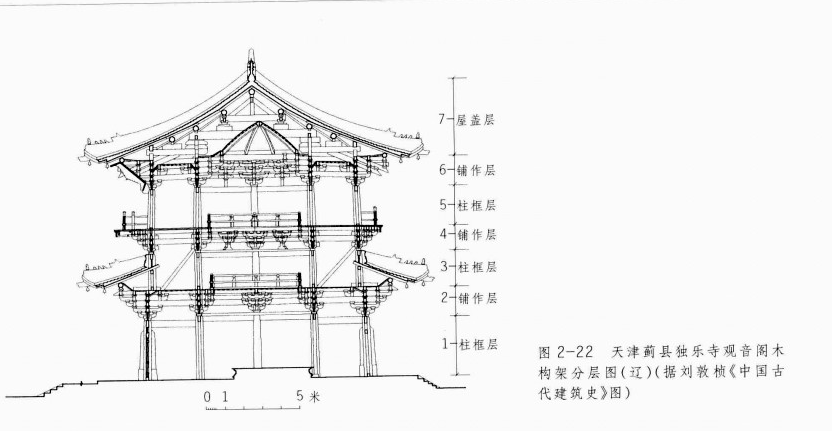 7 屋盖层
6 铺作层
5 柱框层
4 铺作层
3 柱框层
2 铺作层
1 柱框层
0 1 5 米
图 2-22 天津蓟县独乐寺观音阁木
构架分层图(辽)(据刘敦桢《中国古
代建筑史》图)